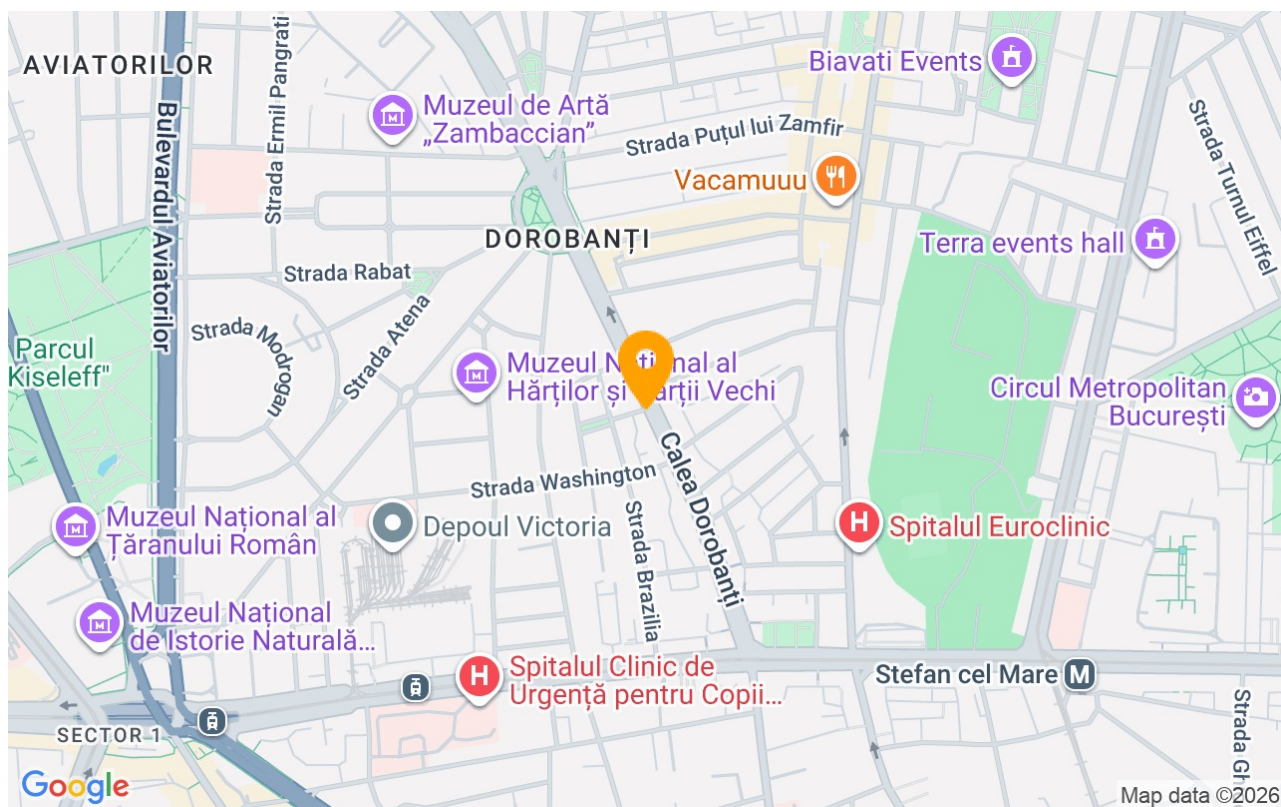 AVIATORILOR
Bulevardul Aviatorilor
Strada Ermil Pangrati
Muzeul de Artă
„Zambaccian”
Biavati Events
Strada Puțul lui Zamfir
Vacamuuu
Strada Turnul Eiffel
DOROBANȚI
Terra events hall
Strada Rabat
Strada Atena
Strada Modrogan
Parcul
Kiseleff"
Muzeul Național al
Hărților și
Vechi
Circul Metropolitan
București
Calea Dorobanți
Strada Washington
Strada Brazilia
Muzeul Național al
Țăranului Român
Depoul Victoria
H
Spitalul Euroclinic
Muzeul Național
de Istorie Naturală...
H
Spitalul Clinic de
Urgență pentru Copii...
Stefan cel Mare M
SECTOR 1
Strada Gh
Google
Map data ©2026